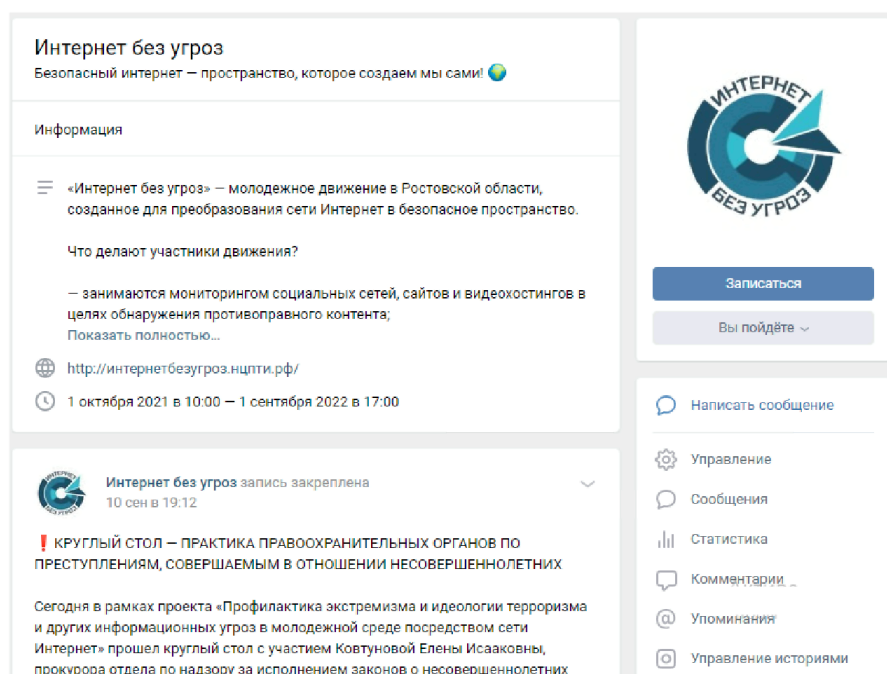 Интернет без угроз
Безопасный интернет — пространство, которое создаем мы сами! 🌍
Информация
«Интернет без угроз» — молодежное движение в Ростовской области,
созданное для преобразования сети Интернет в безопасное пространство.
Что делают участники движения?
— занимаются мониторингом социальных сетей, сайтов и видеохостингов в
целях обнаружения противоправного контента;
Показать полностью...
http://интернетбезугроз.нцпти.рф/
1 октября 2021 в 10:00 — 1 сентября 2022 в 17:00
ИНТЕРНЕТ
БЕЗ УГРОЗ
Интернет без угроз запись закреплена
10 сен в 19:12
❗ КРУГЛЫЙ СТОЛ — ПРАКТИКА ПРАВООХРАНИТЕЛЬНЫХ ОРГАНОВ ПО
ПРЕСТУПЛЕНИЯМ, СОВЕРШАЕМЫМ В ОТНОШЕНИИ НЕСОВЕРШЕННОЛЕТНИХ
Сегодня в рамках проекта «Профилактика экстремизма и идеологии терроризма
и других информационных угроз в молодежной среде посредством сети
Интернет» прошел круглый стол с участием Ковтуновой Елены Исааковны,
прокурора отдела по надзору за исполнением законов о несовершеннолетних
ИНТЕРНЕТ
БЕЗ УГРОЗ
Записаться
Вы пойдёте
Написать сообщение
Управление
Сообщения
Статистика
Комментарии
Упоминания
Управление историями